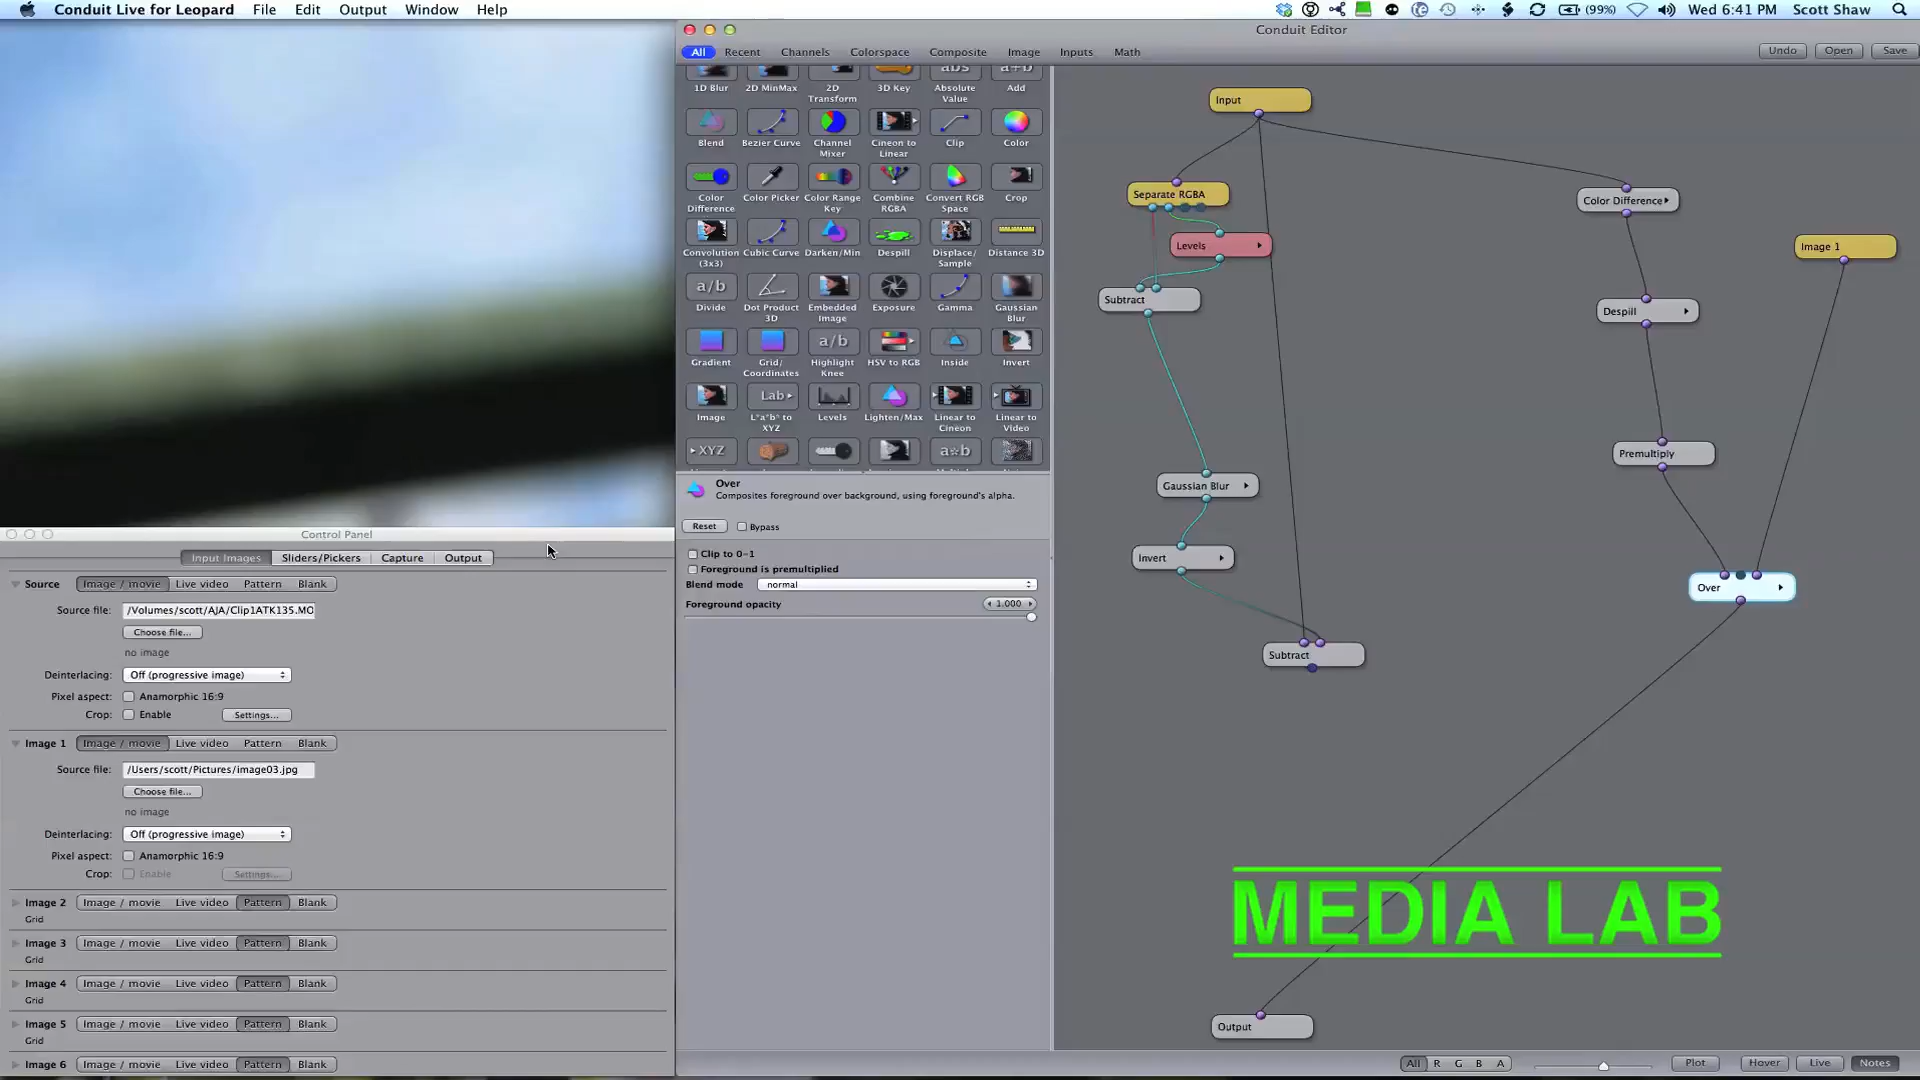 Conduit Live for Leopard File Edit Output Window Help
(99%) Wed 6:41 PM Scott Shaw
Conduit Editor
All Recent Channels Colorspace Composite Image Inputs Math
Undo Open Save
abs a+b
1D Blur 2D MinMax 2D Transform 3D Key Absolute Value Add
Blend Bezier Curve Channel Mixer Cineon to Linear Clip Color
Color Difference Color Picker Color Range Key Combine RGBA Convert RGB Space Crop
Convolution (3x3) Cubic Curve Darken/Min Despill Displace/Sample Distance 3D
a/b
Divide Dot Product 3D Embedded Image Exposure Gamma Gaussian Blur
a/b
Gradient Grid/Coordinates Highlight Knee HSV to RGB Inside Invert
Lab
Image L*a*b* to XYZ Levels Lighten/Max Linear to Cineon Linear to Video
XYZ a*b
Over
Composites foreground over background, using foreground's alpha.
Reset Bypass
Clip to 0-1
Foreground is premultiplied
Blend mode normal
Foreground opacity 1.000
Input
Separate RGBA
Color Difference
Levels
Image 1
Subtract
Despill
Premultiply
Gaussian Blur
Invert
Over
Subtract
MEDIA LAB
Output
All R G B A Plot Hover Live Notes
Control Panel
Input Images Sliders/Pickers Capture Output
Source Image / movie Live video Pattern Blank
Source file: /Volumes/scott/AJA/Clip1ATK135.MO
Choose file...
no image
Deinterlacing: Off (progressive image)
Pixel aspect: Anamorphic 16:9
Crop: Enable Settings...
Image 1 Image / movie Live video Pattern Blank
Source file: /Users/scott/Pictures/image03.jpg
Choose file...
no image
Deinterlacing: Off (progressive image)
Pixel aspect: Anamorphic 16:9
Crop: Enable Settings...
Image 2 Image / movie Live video Pattern Blank
Grid
Image 3 Image / movie Live video Pattern Blank
Grid
Image 4 Image / movie Live video Pattern Blank
Grid
Image 5 Image / movie Live video Pattern Blank
Grid
Image 6 Image / movie Live video Pattern Blank